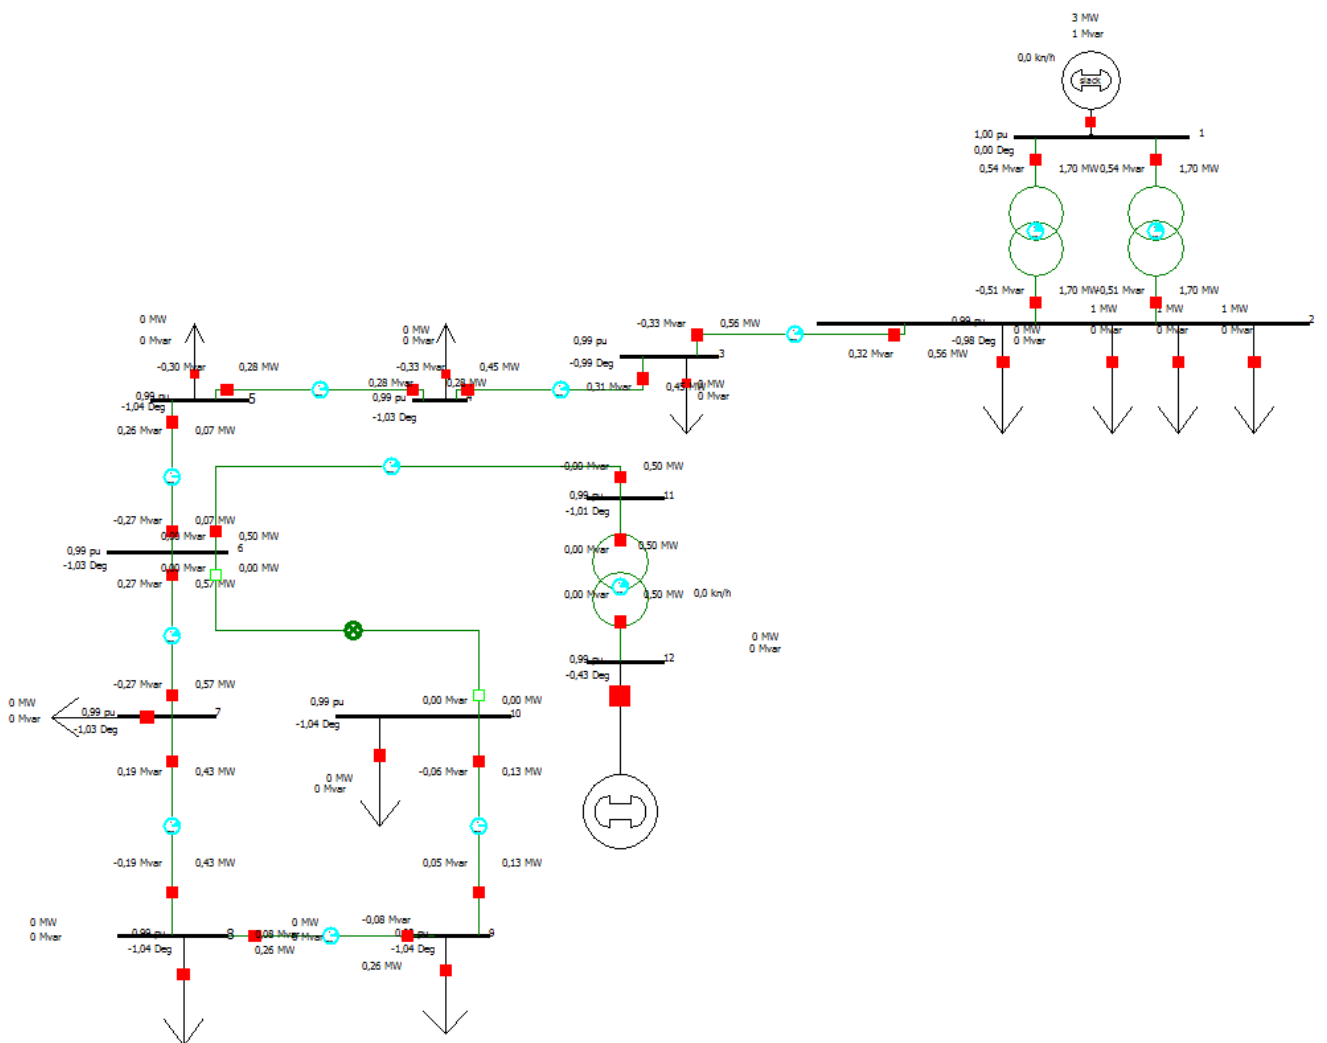 3 MW
1 Mvar
0,0 kn/h
slack
1,00 pu
1
0,00 Deg
0,54 Mvar
1,70 MW
0,54 Mvar
1,70 MW
-0,51 Mvar
1,70 MW
-0,51 Mvar
1,70 MW
1 MW
1 MW
1 MW
0,99 pu
2
0 MW
0 Mvar
0 Mvar
0 Mvar
0 Mvar
-0,98 Deg
0,32 Mvar
0,56 MW
-0,33 Mvar
0,56 MW
0,99 pu
3
-0,99 Deg
0,31 Mvar
0,45 MW
0 MW
0 Mvar
0 MW
0 Mvar
-0,33 Mvar
0,45 MW
0,28 Mvar
0,28 MW
0,99 pu
4
-1,03 Deg
0 MW
0 Mvar
-0,30 Mvar
0,28 MW
0,99 pu
5
-1,04 Deg
0,26 Mvar
0,07 MW
-0,27 Mvar
0,07 MW
0,00 Mvar
0,50 MW
0,99 pu
6
-1,03 Deg
0,00 Mvar
0,00 MW
0,27 Mvar
0,57 MW
0,00 Mvar
0,50 MW
0,99 pu
11
-1,01 Deg
0,00 Mvar
0,50 MW
0,00 Mvar
0,50 MW
0,0 kn/h
0 MW
0 Mvar
0,99 pu
12
-0,43 Deg
-0,27 Mvar
0,57 MW
0 MW
0 Mvar
0,99 pu
7
-1,03 Deg
0,99 pu
0,00 Mvar
0,00 MW
10
-1,04 Deg
0,19 Mvar
0,43 MW
0 MW
0 Mvar
-0,06 Mvar
0,13 MW
-0,19 Mvar
0,43 MW
0,05 Mvar
0,13 MW
0 MW
0 Mvar
0,99 pu
8
-1,04 Deg
0,08 Mvar
0,26 MW
0 MW
0 Mvar
-0,08 Mvar
9
-1,04 Deg
0,26 MW